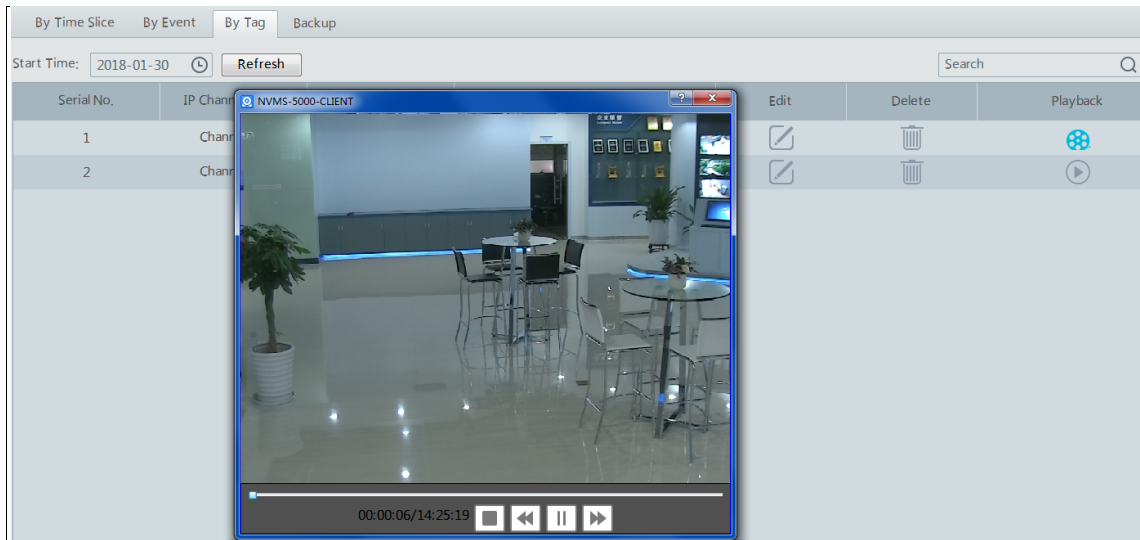 By Time Slice By Event By Tag Backup
Start Time: 2018-01-30 Refresh Search
Serial No. IP Chann Edit Delete Playback
NVMS-5000-CLIENT ? x
1 Chann
2 Chann
00:00:06/14:25:19